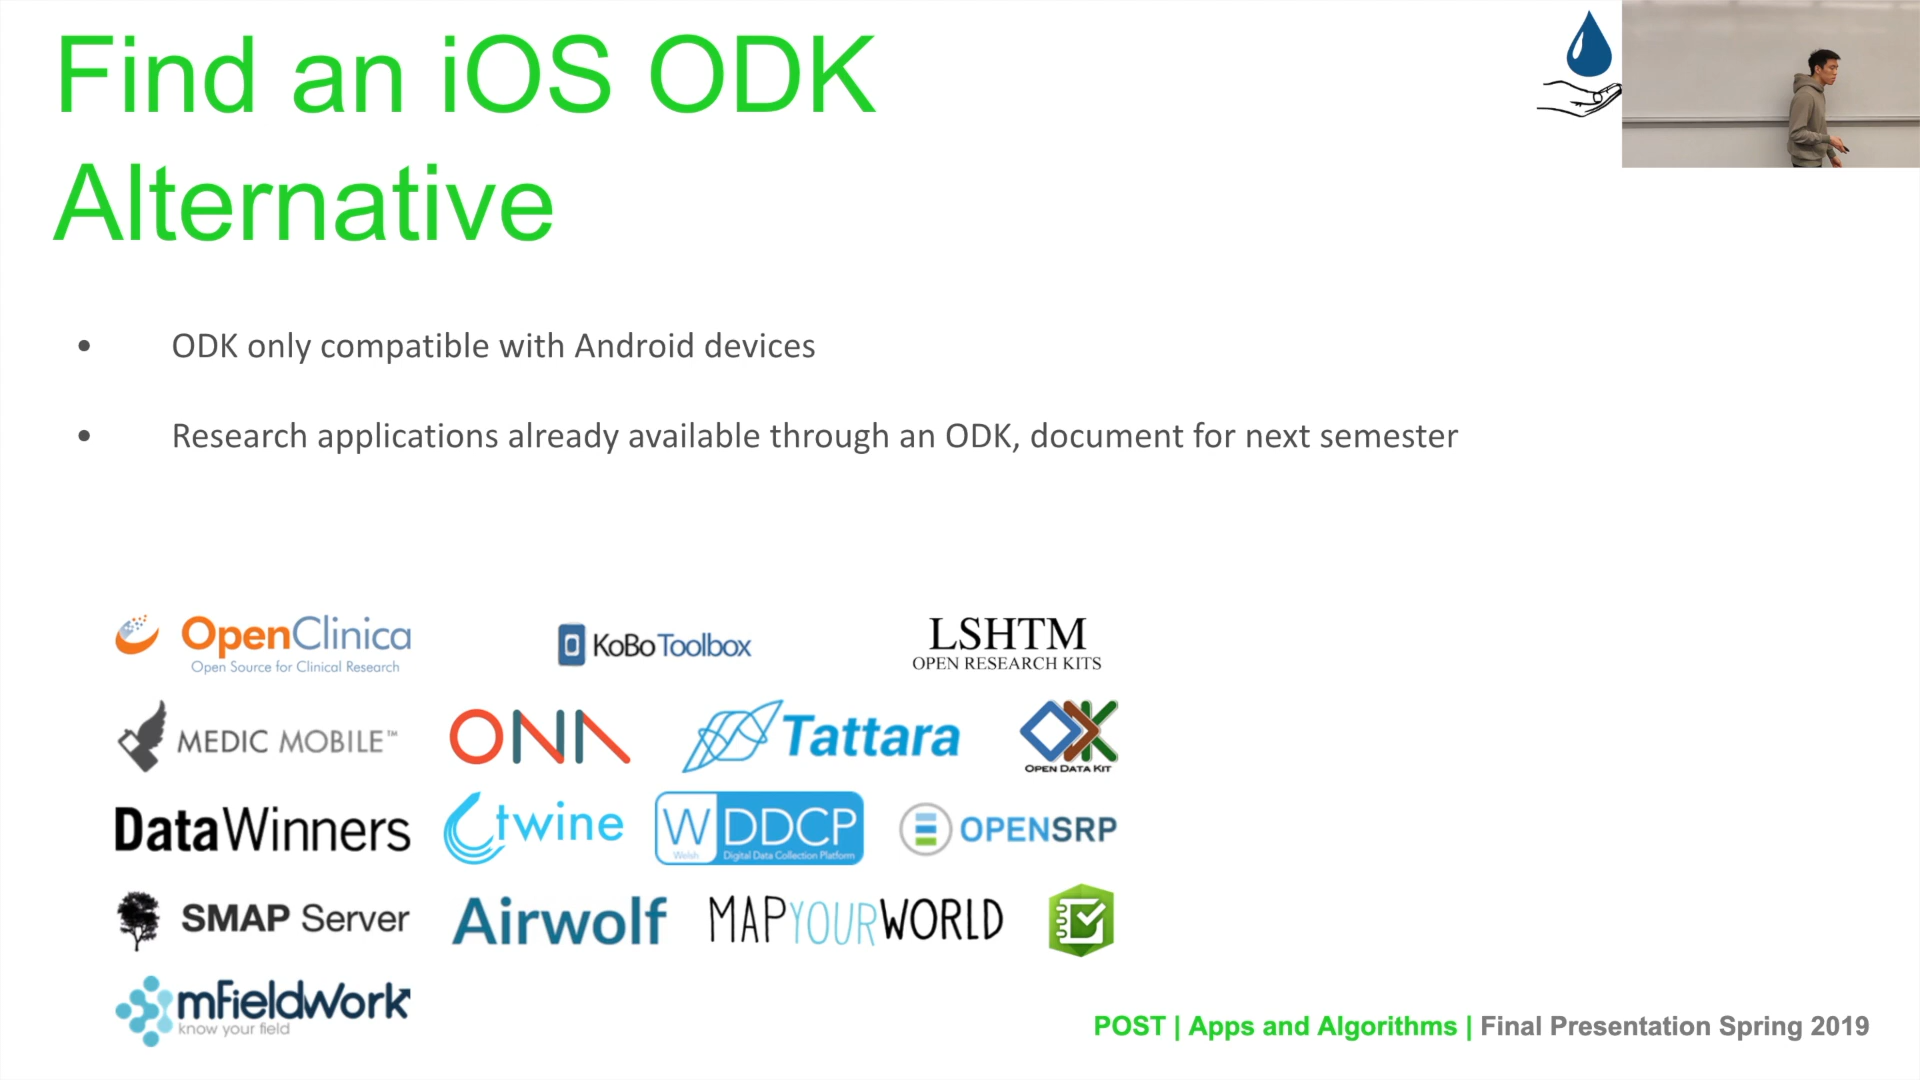 Find an iOS ODK
Alternative
• ODK only compatible with Android devices
• Research applications already available through an ODK, document for next semester
OpenClinica
Open Source for Clinical Research
KoBoToolbox
LSHTM
OPEN RESEARCH KITS
MEDIC MOBILE™
ONA
Tattara
ODK
OPEN DATA KIT
DataWinners
twine
W DDCP
Welsh Digital Data Collection Platform
OPENSRP
SMAP Server
Airwolf
MAPYOURWORLD
mFieldWork
know your field
POST | Apps and Algorithms | Final Presentation Spring 2019